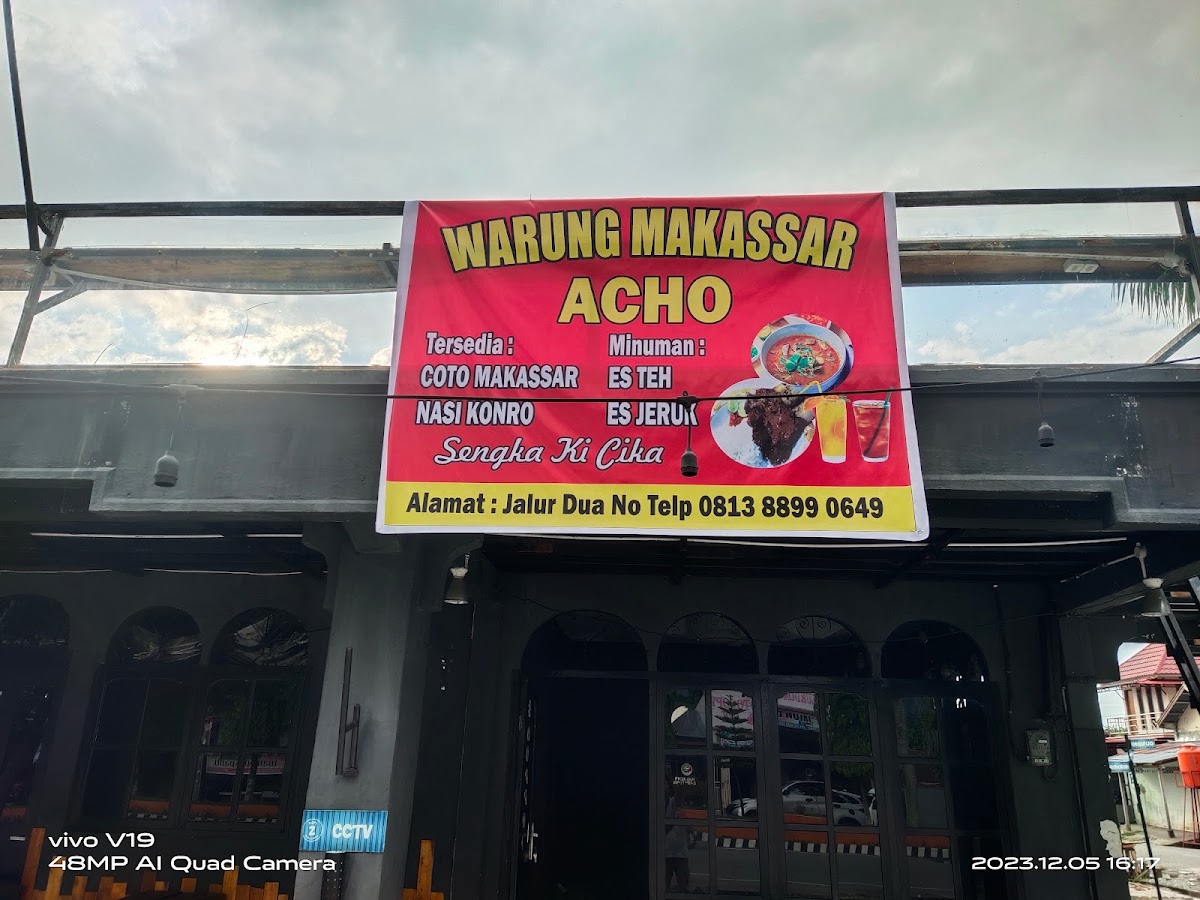 WARUNG MAKASSAR
ACHO
Tersedia :
COTO MAKASSAR
NASI KONRO
Minuman :
ES TEH
ES JERUK
Sengka Ki Cika
Alamat : Jalur Dua No Telp 0813 8899 0649
CCTV
vivo V19
48MP AI Quad Camera
2023.12.05 16:17